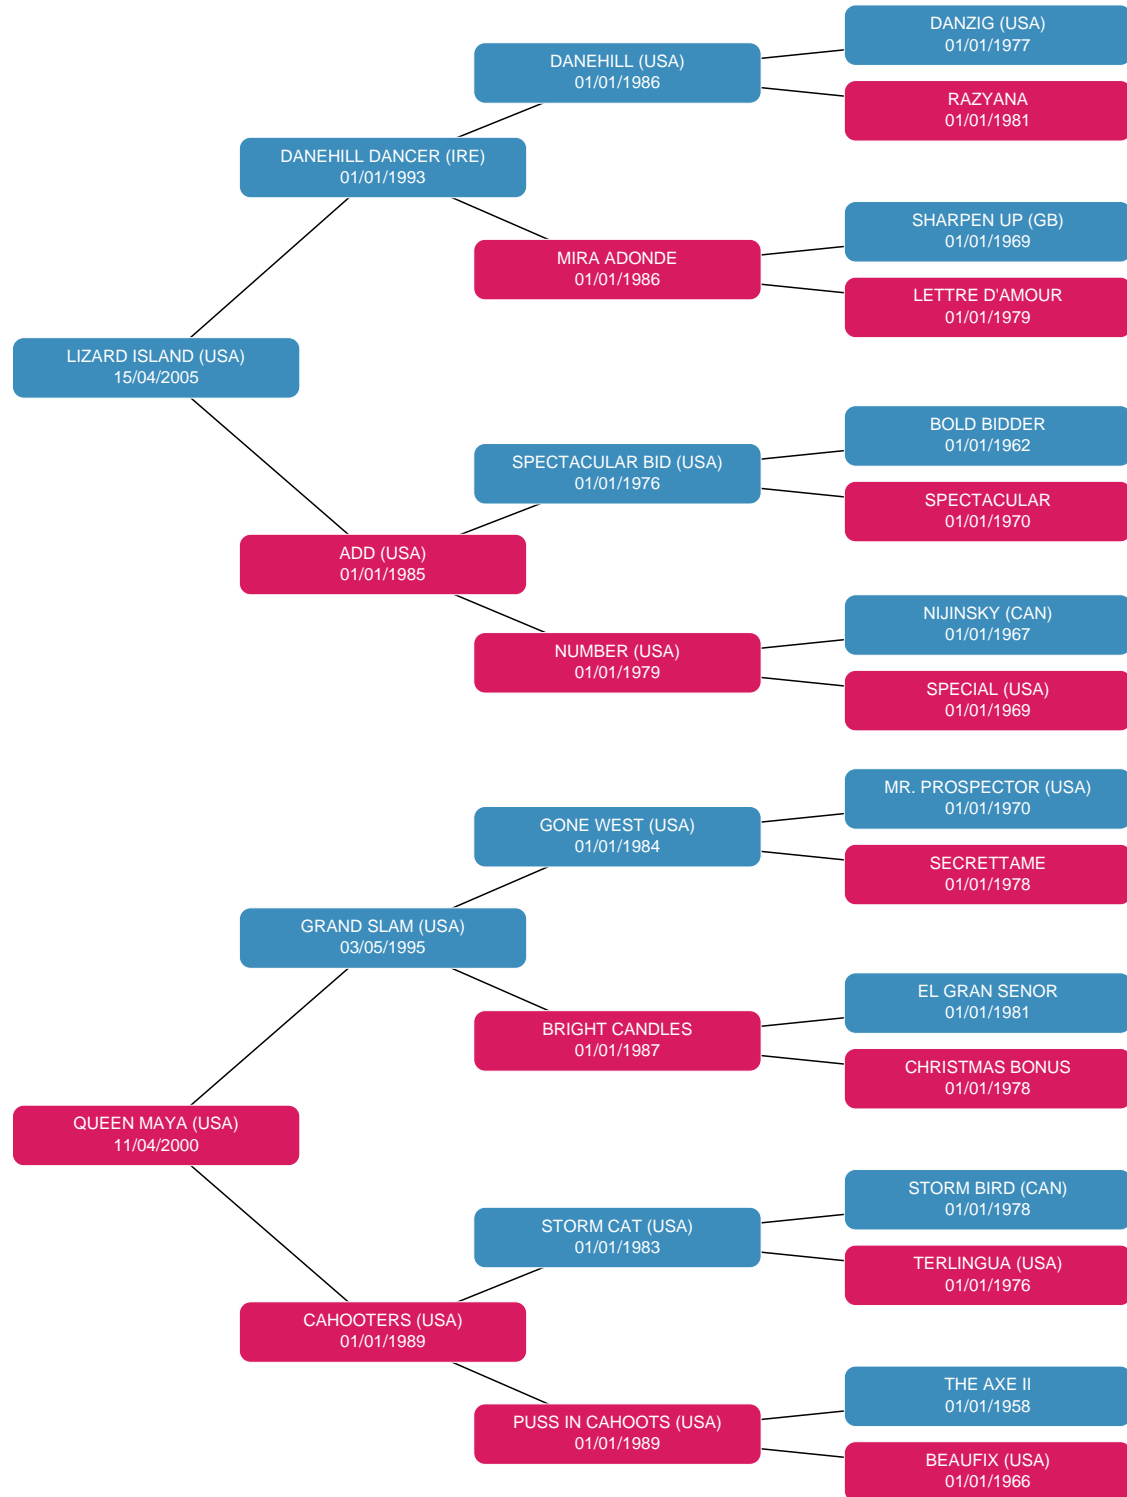 DANZIG (USA)
01/01/1977
DANEHILL (USA)
01/01/1986
RAZYANA
01/01/1981
DANEHILL DANCER (IRE)
01/01/1993
SHARPEN UP (GB)
01/01/1969
MIRA ADONDE
01/01/1986
LETTRE D'AMOUR
01/01/1979
LIZARD ISLAND (USA)
15/04/2005
BOLD BIDDER
01/01/1962
SPECTACULAR BID (USA)
01/01/1976
SPECTACULAR
01/01/1970
ADD (USA)
01/01/1985
NIJINSKY (CAN)
01/01/1967
NUMBER (USA)
01/01/1979
SPECIAL (USA)
01/01/1969
MR. PROSPECTOR (USA)
01/01/1970
GONE WEST (USA)
01/01/1984
SECRETTAME
01/01/1978
GRAND SLAM (USA)
03/05/1995
EL GRAN SENOR
01/01/1981
BRIGHT CANDLES
01/01/1987
CHRISTMAS BONUS
01/01/1978
QUEEN MAYA (USA)
11/04/2000
STORM BIRD (CAN)
01/01/1978
STORM CAT (USA)
01/01/1983
TERLINGUA (USA)
01/01/1976
CAHOOTERS (USA)
01/01/1989
THE AXE II
01/01/1958
PUSS IN CAHOOTS (USA)
01/01/1989
BEAUFIX (USA)
01/01/1966